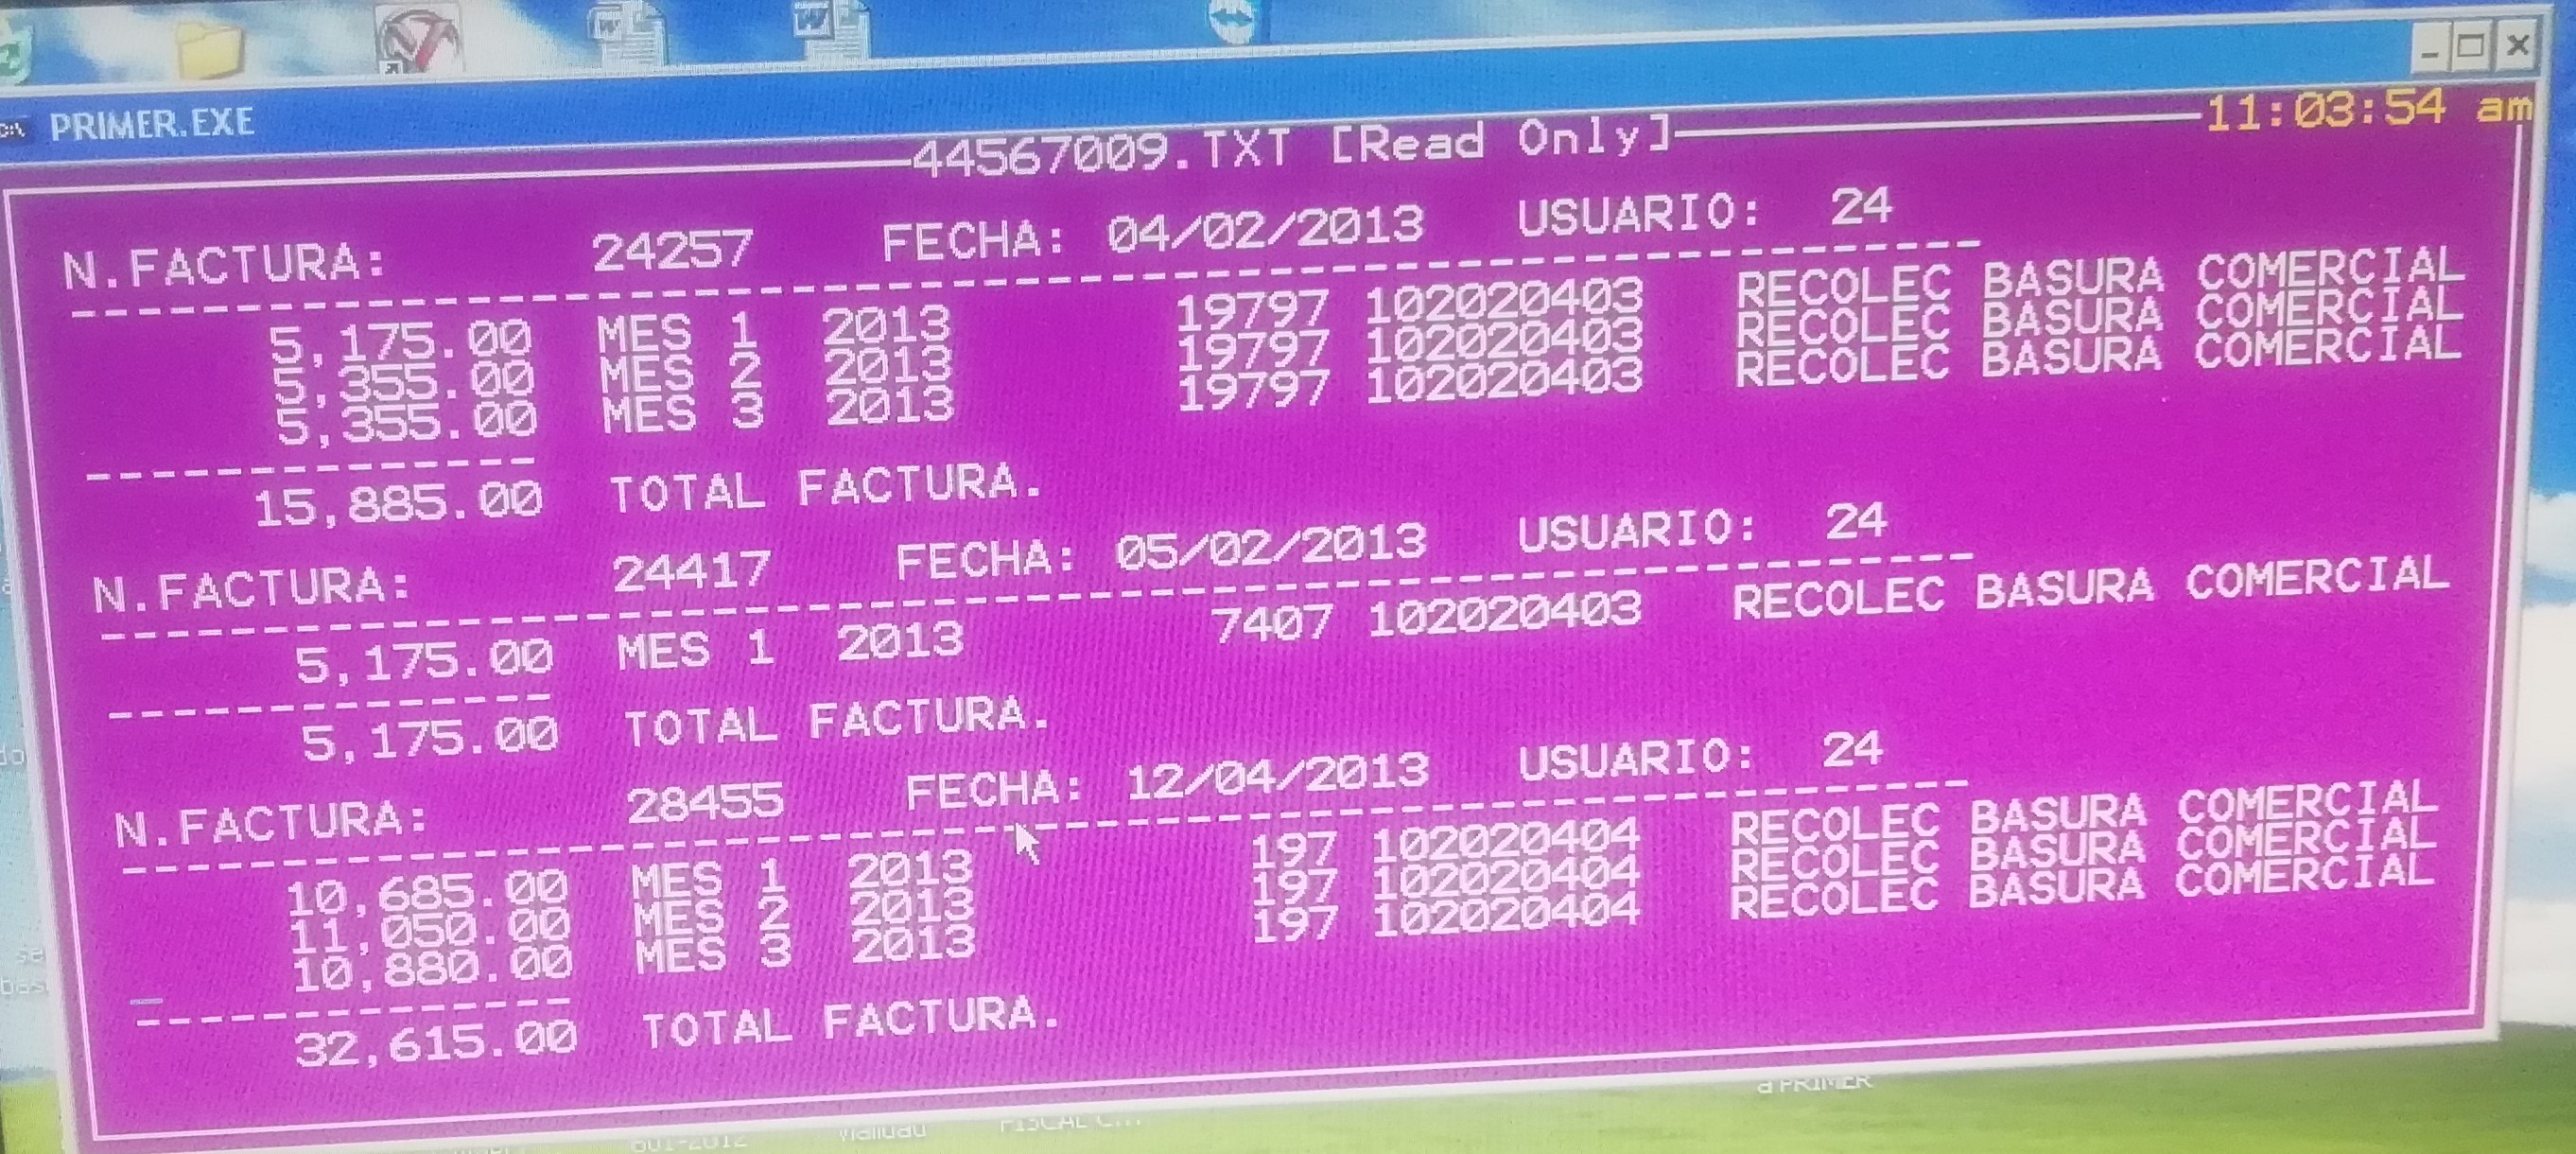 PRIMER.EXE
44567009.TXT [Read Only] 11:03:54 am
N.FACTURA: 24257 FECHA: 04/02/2013 USUARIO: 24
5,175.00 MES 1 2013 19797 102020403 RECOLEC BASURA COMERCIAL
5,355.00 MES 2 2013 19797 102020403 RECOLEC BASURA COMERCIAL
5,355.00 MES 3 2013 19797 102020403 RECOLEC BASURA COMERCIAL
15,885.00 TOTAL FACTURA.
N.FACTURA: 24417 FECHA: 05/02/2013 USUARIO: 24
5,175.00 MES 1 2013 7407 102020403 RECOLEC BASURA COMERCIAL
5,175.00 TOTAL FACTURA.
N.FACTURA: 28455 FECHA: 12/04/2013 USUARIO: 24
10,685.00 MES 1 2013 197 102020404 RECOLEC BASURA COMERCIAL
11,050.00 MES 2 2013 197 102020404 RECOLEC BASURA COMERCIAL
10,880.00 MES 3 2013 197 102020404 RECOLEC BASURA COMERCIAL
32,615.00 TOTAL FACTURA.
a PRIMER